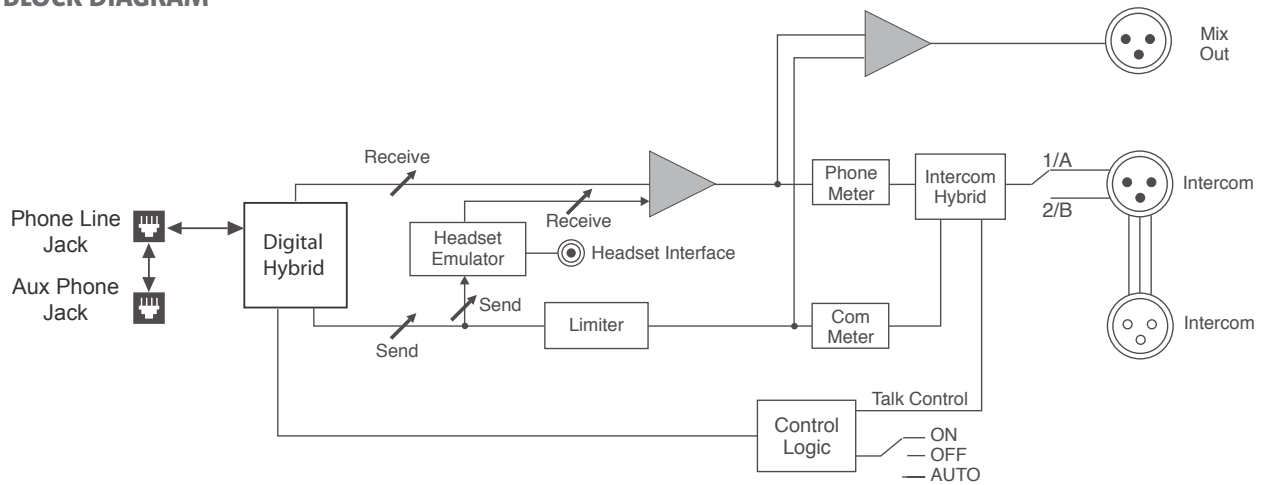 BLOCK DIAGRAM
Mix
Out
Receive
1/A
Phone
Meter
Intercom
Hybrid
Intercom
2/B
Phone Line
Jack
Receive
Digital
Hybrid
Headset
Emulator
Headset Interface
Aux Phone
Jack
Send
Limiter
Com
Meter
Intercom
Send
Talk Control
Control
Logic
ON
OFF
AUTO